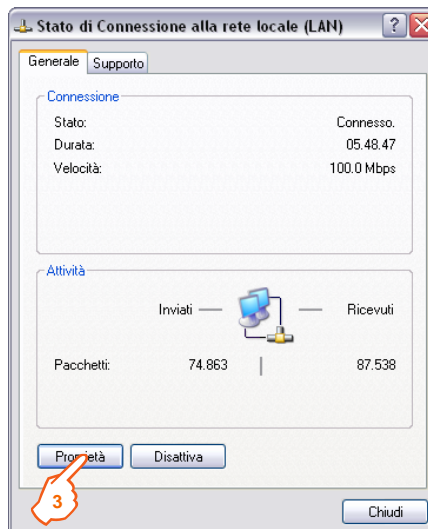 Stato di Connessione alla rete locale (LAN)
Generale Supporto
Connessione
Stato: Connesso.
Durata: 05.48.47
Velocità: 100.0 Mbps
Attività
Inviati Ricevuti
Pacchetti: 74.863 87.538
Proprietà Disattiva
3
Chiudi